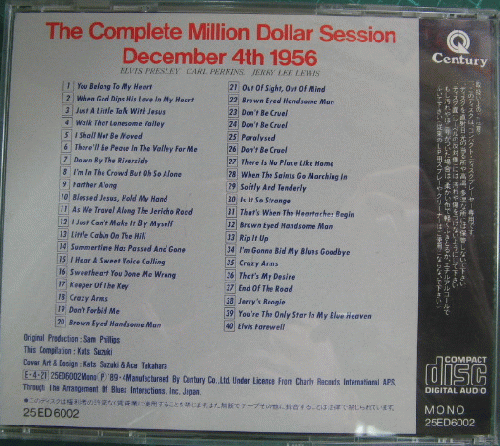 The Complete Million Dollar Session
December 4th 1956
ELVIS PRESLEY CARL PERKINS JERRY LEE LEWIS
1 You Belong To My Heart
2 When God Dips His Love In My Heart
3 Just A Little Talk With Jesus
4 Walk That Lonesome Valley
5 I Shall Not Be Moved
6 There'll Be Peace In The Valley For Me
7 Down By The Riverside
8 I'm In The Crowd But Oh So Alone
9 Farther Along
10 Blessed Jesus, Hold My Hand
11 As We Travel Along The Jericho Road
12 I Just Can't Make It By Myself
13 Little Cabin On The Hill
14 Summertime Has Passed And Gone
15 I Hear A Sweet Voice Calling
16 Sweetheart You Done Me Wrong
17 Keeper Of The Key
18 Crazy Arms
19 Don't Forbid Me
20 Brown Eyed Handsome Man
21 Out Of Sight, Out Of Mind
22 Brown Eyed Handsome Man
23 Don't Be Cruel
24 Don't Be Cruel
25 Paralysed
26 Don't Be Cruel
27 There Is No Place Like Home
28 When The Saints Go Marching In
29 Softly And Tenderly
30 Is It So Strange
31 That's When The Heartaches Begin
32 Brown Eyed Handsome Man
33 Rip It Up
34 I'm Gonna Bid My Blues Goodbye
35 Crazy Arms
36 That's My Desire
37 End Of The Road
38 Jerry's Boogie
39 You're The Only Star In My Blue Heaven
40 Elvis Farewell
Original Production: Sam Phillips
This Compilation: Kats Suzuki
Cover Art & Design: Kats Suzuki & Ace Takahara
E・4・21 25ED6002 Mono Ⓟ'89・4 Manufactured By Century Co., Ltd. Under Licence From Charly Records International APS.
Through The Arrangement Of Blues Interactions Inc. Japan.
25ED6002
Q
Century
COMPACT
disc
DIGITAL AUDIO
MONO
25ED6002